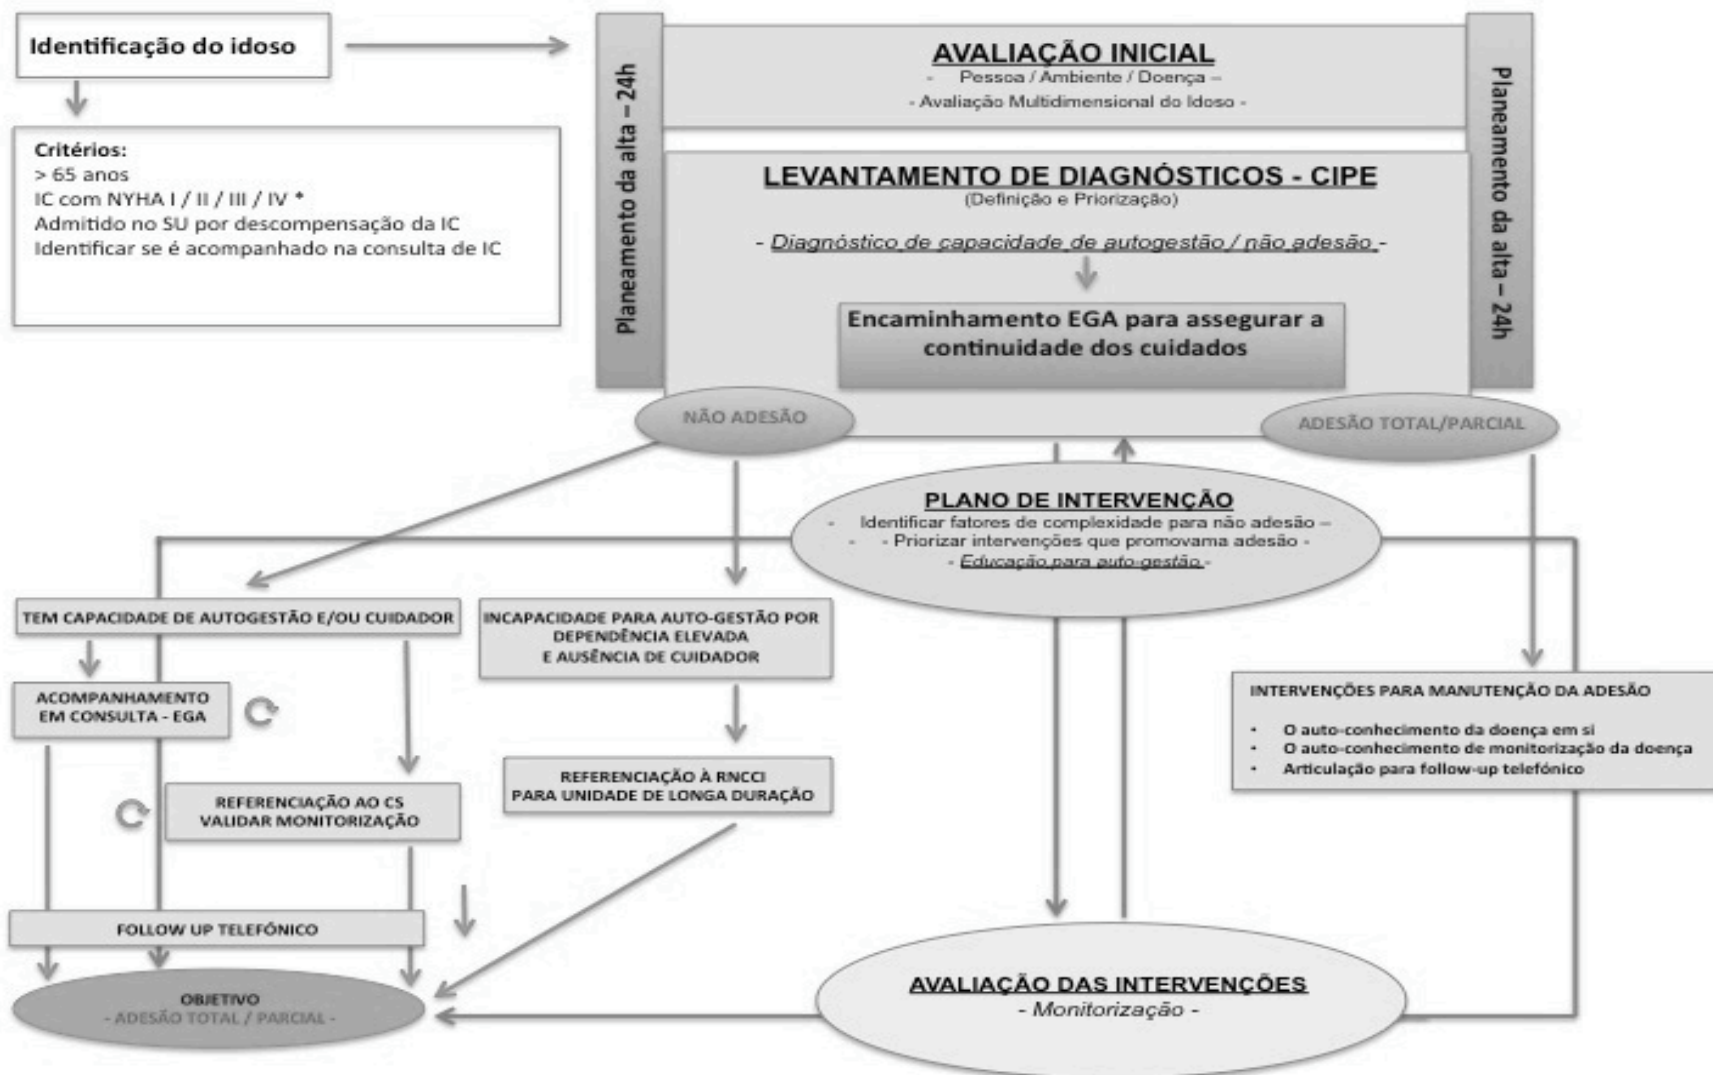 Identificação do idoso
Critérios:
> 65 anos
IC com NYHA I / II / III / IV *
Admitido no SU por descompensação da IC
Identificar se é acompanhado na consulta de IC
Planeamento da alta – 24h
AVALIAÇÃO INICIAL
- Pessoa / Ambiente / Doença –
- Avaliação Multidimensional do Idoso -
LEVANTAMENTO DE DIAGNÓSTICOS - CIPE
(Definição e Priorização)
- Diagnóstico de capacidade de autogestão / não adesão -
Encaminhamento EGA para assegurar a
continuidade dos cuidados
Planeamento da alta – 24h
NÃO ADESÃO
ADESÃO TOTAL/PARCIAL
PLANO DE INTERVENÇÃO
- Identificar fatores de complexidade para não adesão –
- - Priorizar intervenções que promovama adesão -
- Educação para auto-gestão -
TEM CAPACIDADE DE AUTOGESTÃO E/OU CUIDADOR
INCAPACIDADE PARA AUTO-GESTÃO POR
DEPENDÊNCIA ELEVADA
E AUSÊNCIA DE CUIDADOR
ACOMPANHAMENTO
EM CONSULTA - EGA
REFERENCIAÇÃO AO CS
VALIDAR MONITORIZAÇÃO
REFERENCIAÇÃO À RNCCI
PARA UNIDADE DE LONGA DURAÇÃO
INTERVENÇÕES PARA MANUTENÇÃO DA ADESÃO
• O auto-conhecimento da doença em si
• O auto-conhecimento de monitorização da doença
• Articulação para follow-up telefónico
FOLLOW UP TELEFÓNICO
OBJETIVO
- ADESÃO TOTAL / PARCIAL -
AVALIAÇÃO DAS INTERVENÇÕES
- Monitorização -